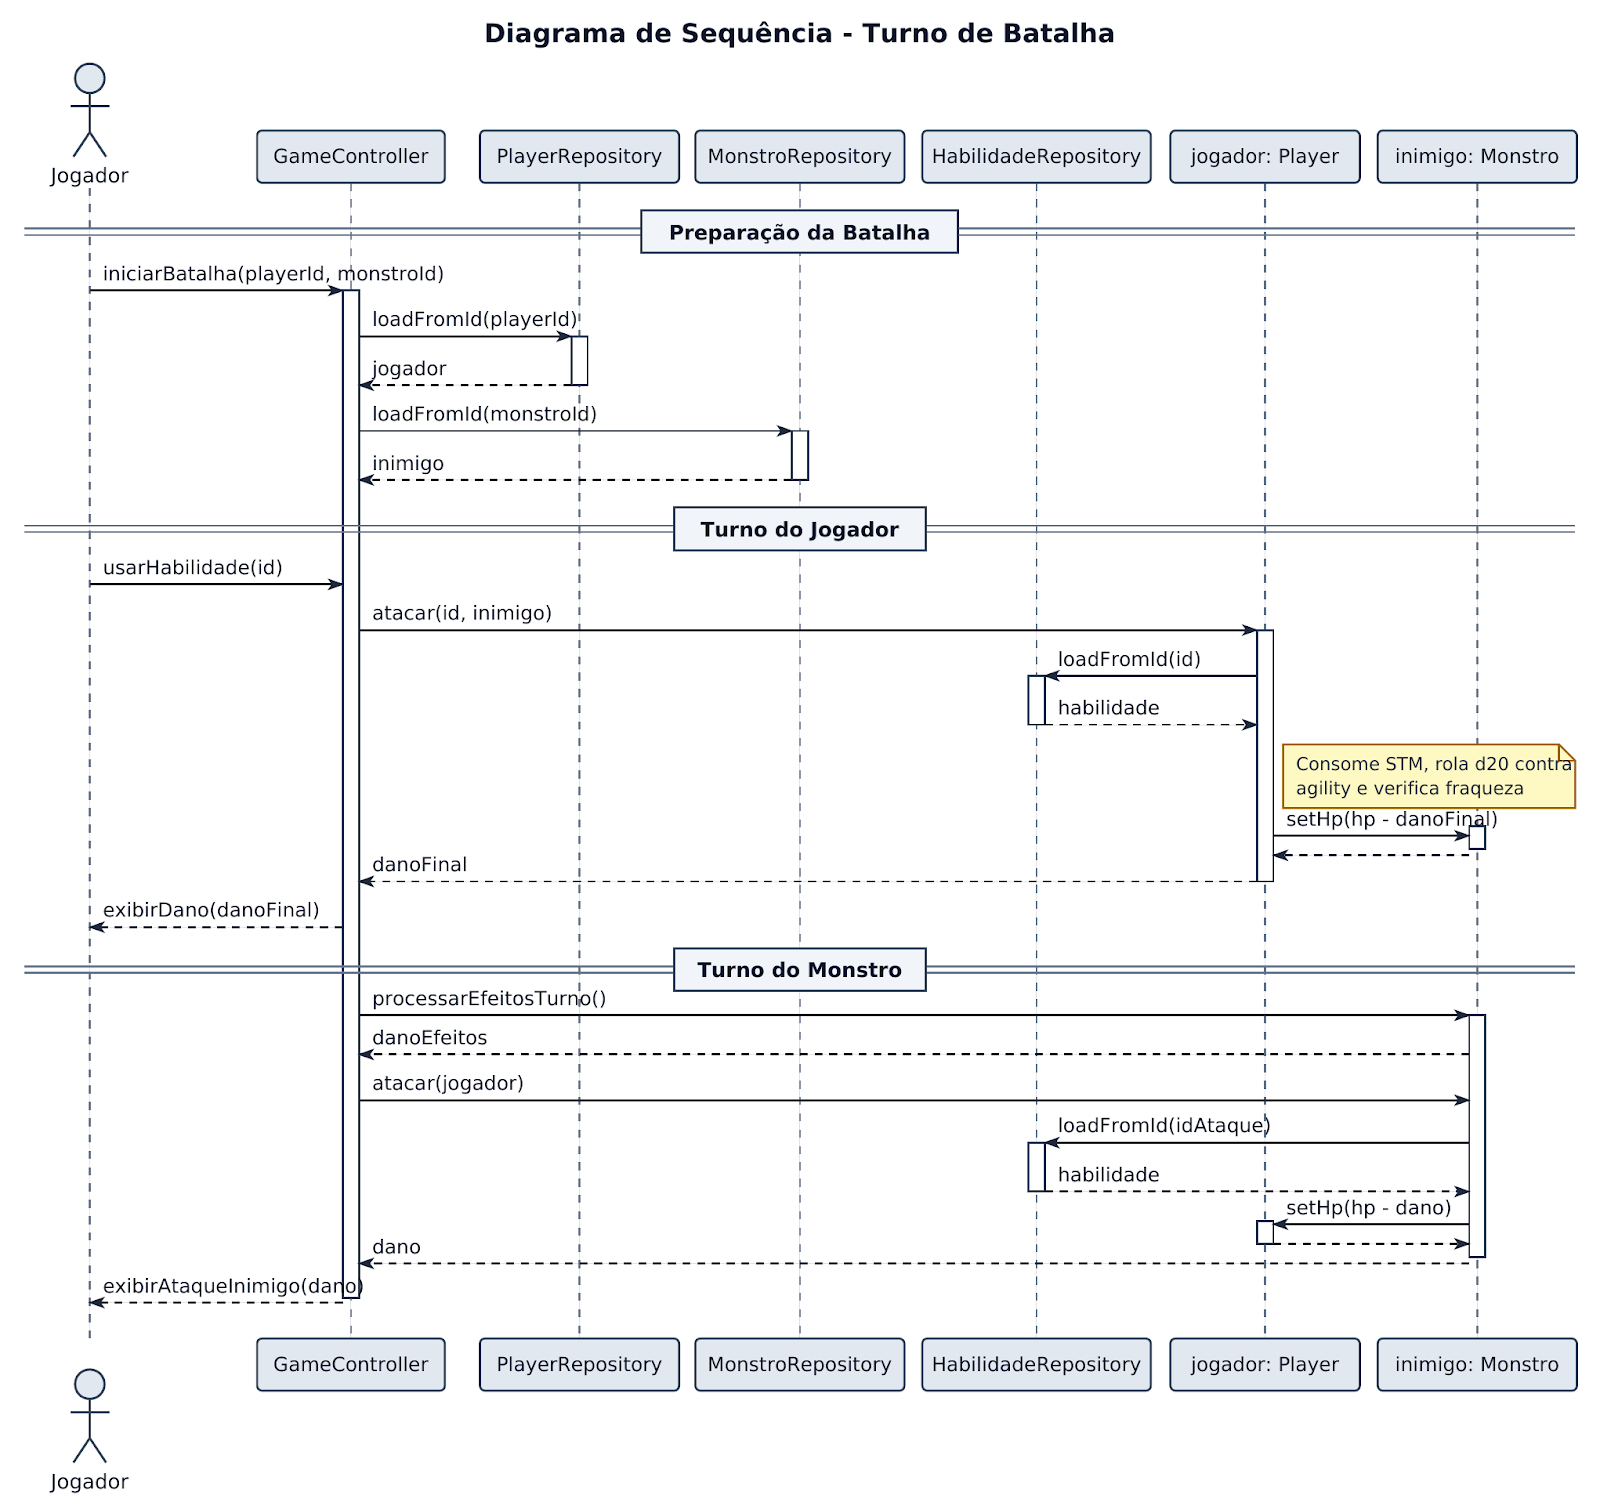 Diagrama de Sequência - Turno de Batalha
Jogador
GameController
PlayerRepository
MonstroRepository
HabilidadeRepository
jogador: Player
inimigo: Monstro
Preparação da Batalha
iniciarBatalha(playerId, monstroId)
loadFromId(playerId)
jogador
loadFromId(monstroId)
inimigo
Turno do Jogador
usarHabilidade(id)
atacar(id, inimigo)
loadFromId(id)
habilidade
Consome STM, rola d20 contra
agility e verifica fraqueza
setHp(hp - danoFinal)
danoFinal
exibirDano(danoFinal)
Turno do Monstro
processarEfeitosTurno()
danoEfeitos
atacar(jogador)
loadFromId(idAtaque)
habilidade
setHp(hp - dano)
dano
exibirAtaqueInimigo(dano)
GameController
PlayerRepository
MonstroRepository
HabilidadeRepository
jogador: Player
inimigo: Monstro
Jogador